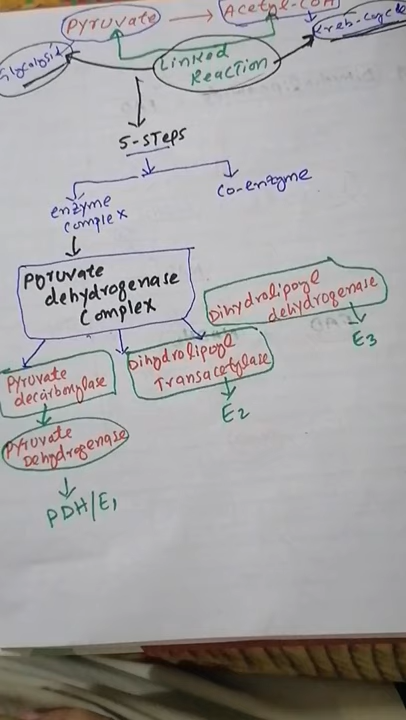 Pyruvate → Acetyl-CoA
Glycolysis
Linked
Reaction
Kreb-Cycle
5-Steps
enzyme
complex
Co-enzyme
Pyruvate
dehydrogenase
Complex
Dihydrolipoyl
dehydrogenase
E3
Pyruvate
decarboxylase
Dihydrolipoyl
Transacetylase
E2
Pyruvate
Dehydrogenase
PDH/E1